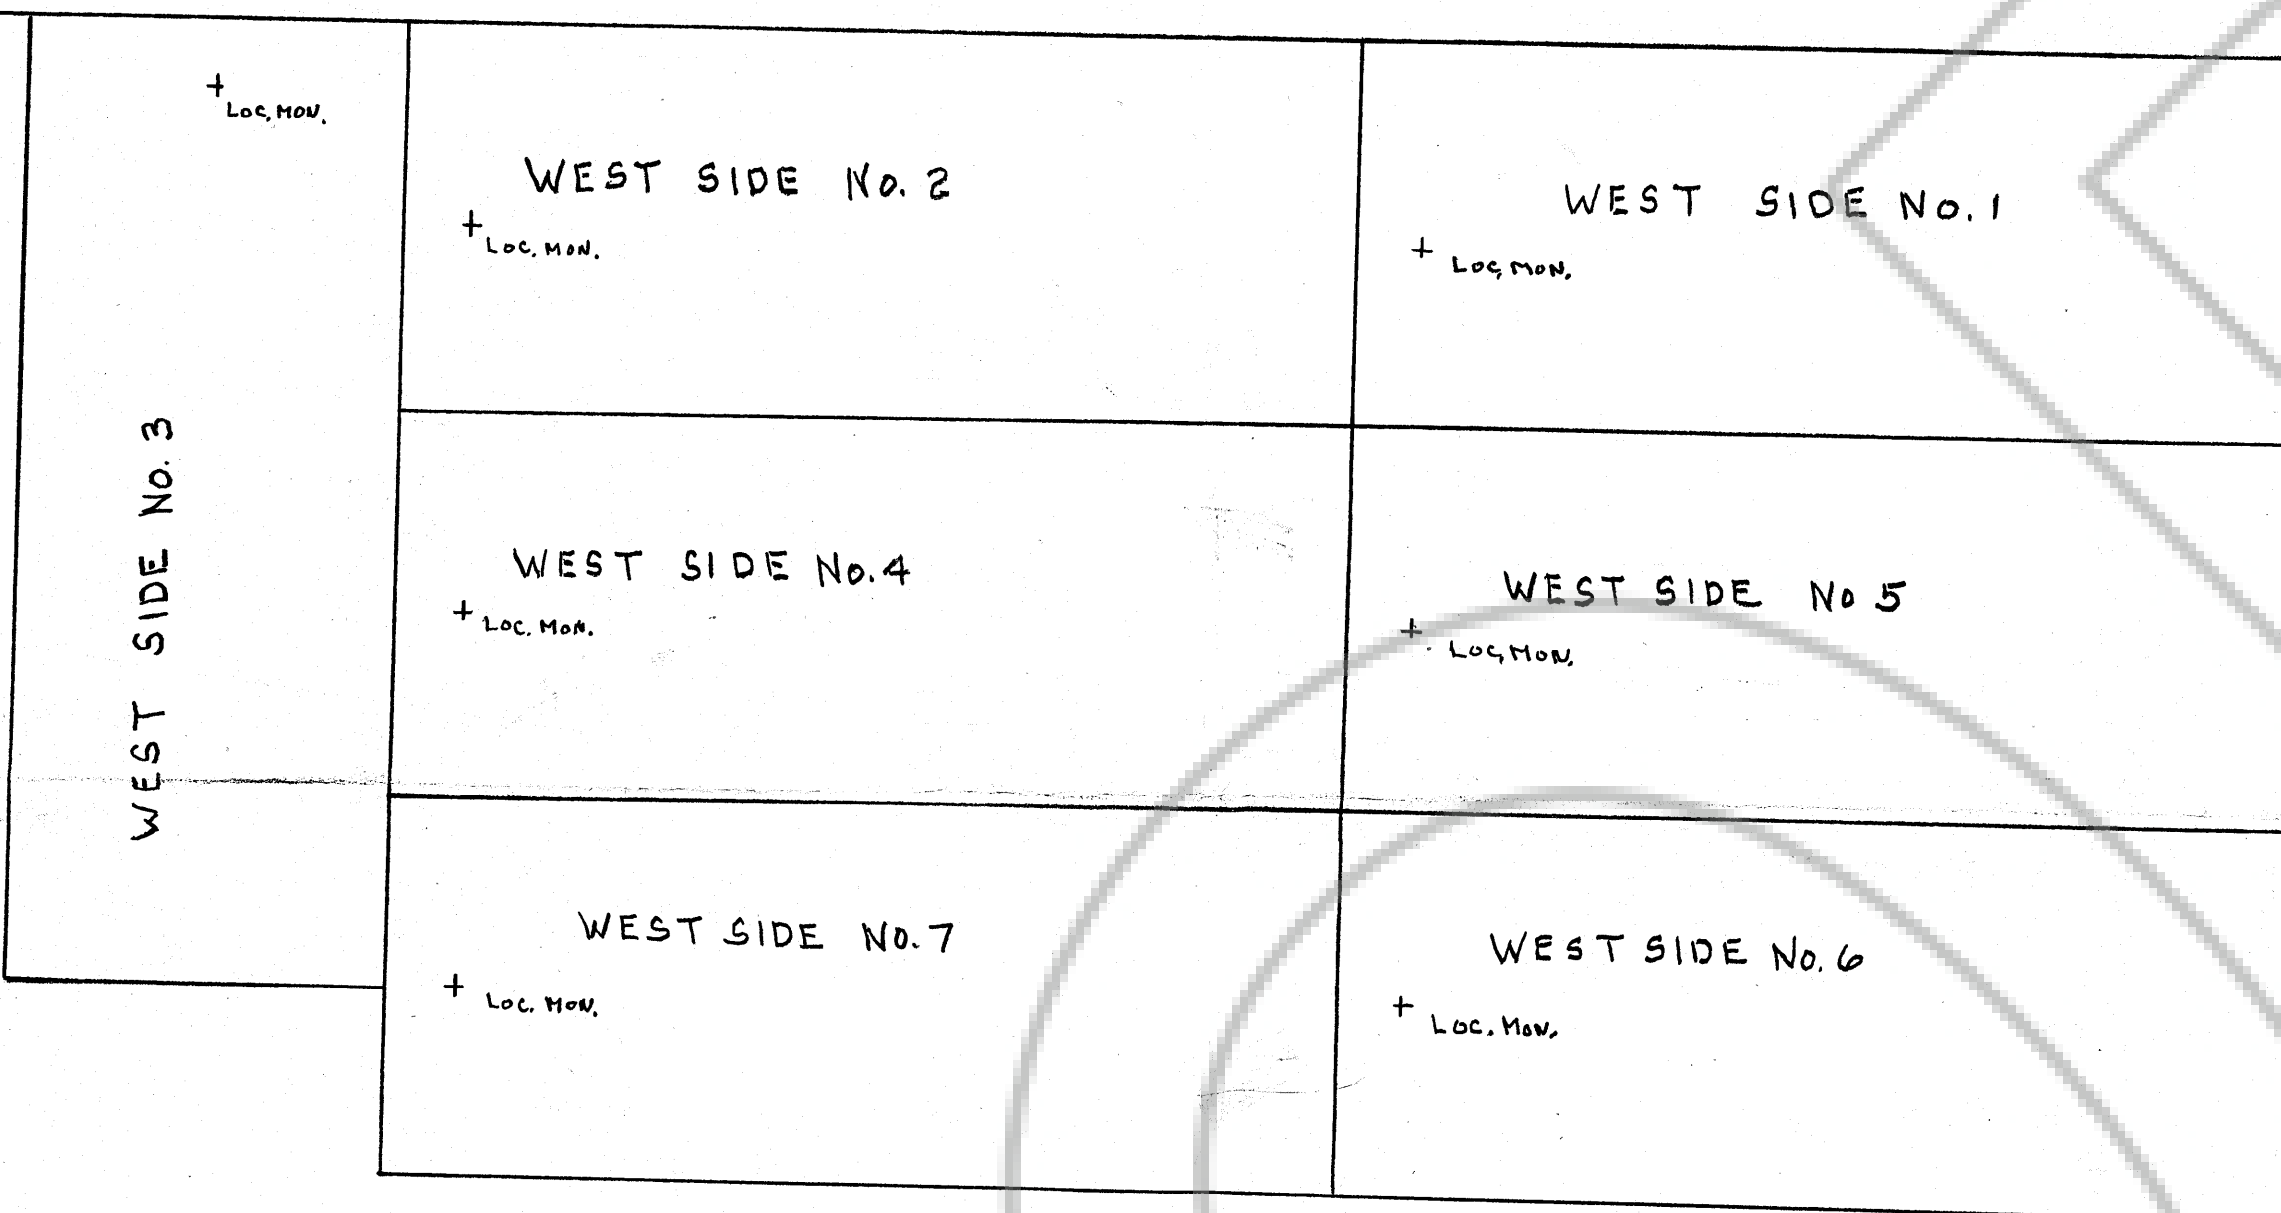 LOC. MON.
WEST SIDE No. 3
WEST SIDE No. 2
LOC. MON.
WEST SIDE No. 1
LOC. MON.
WEST SIDE No. 4
LOC. MON.
WEST SIDE No 5
LOC. MON.
WEST SIDE No. 7
LOC. MON.
WEST SIDE No. 6
LOC. MON.